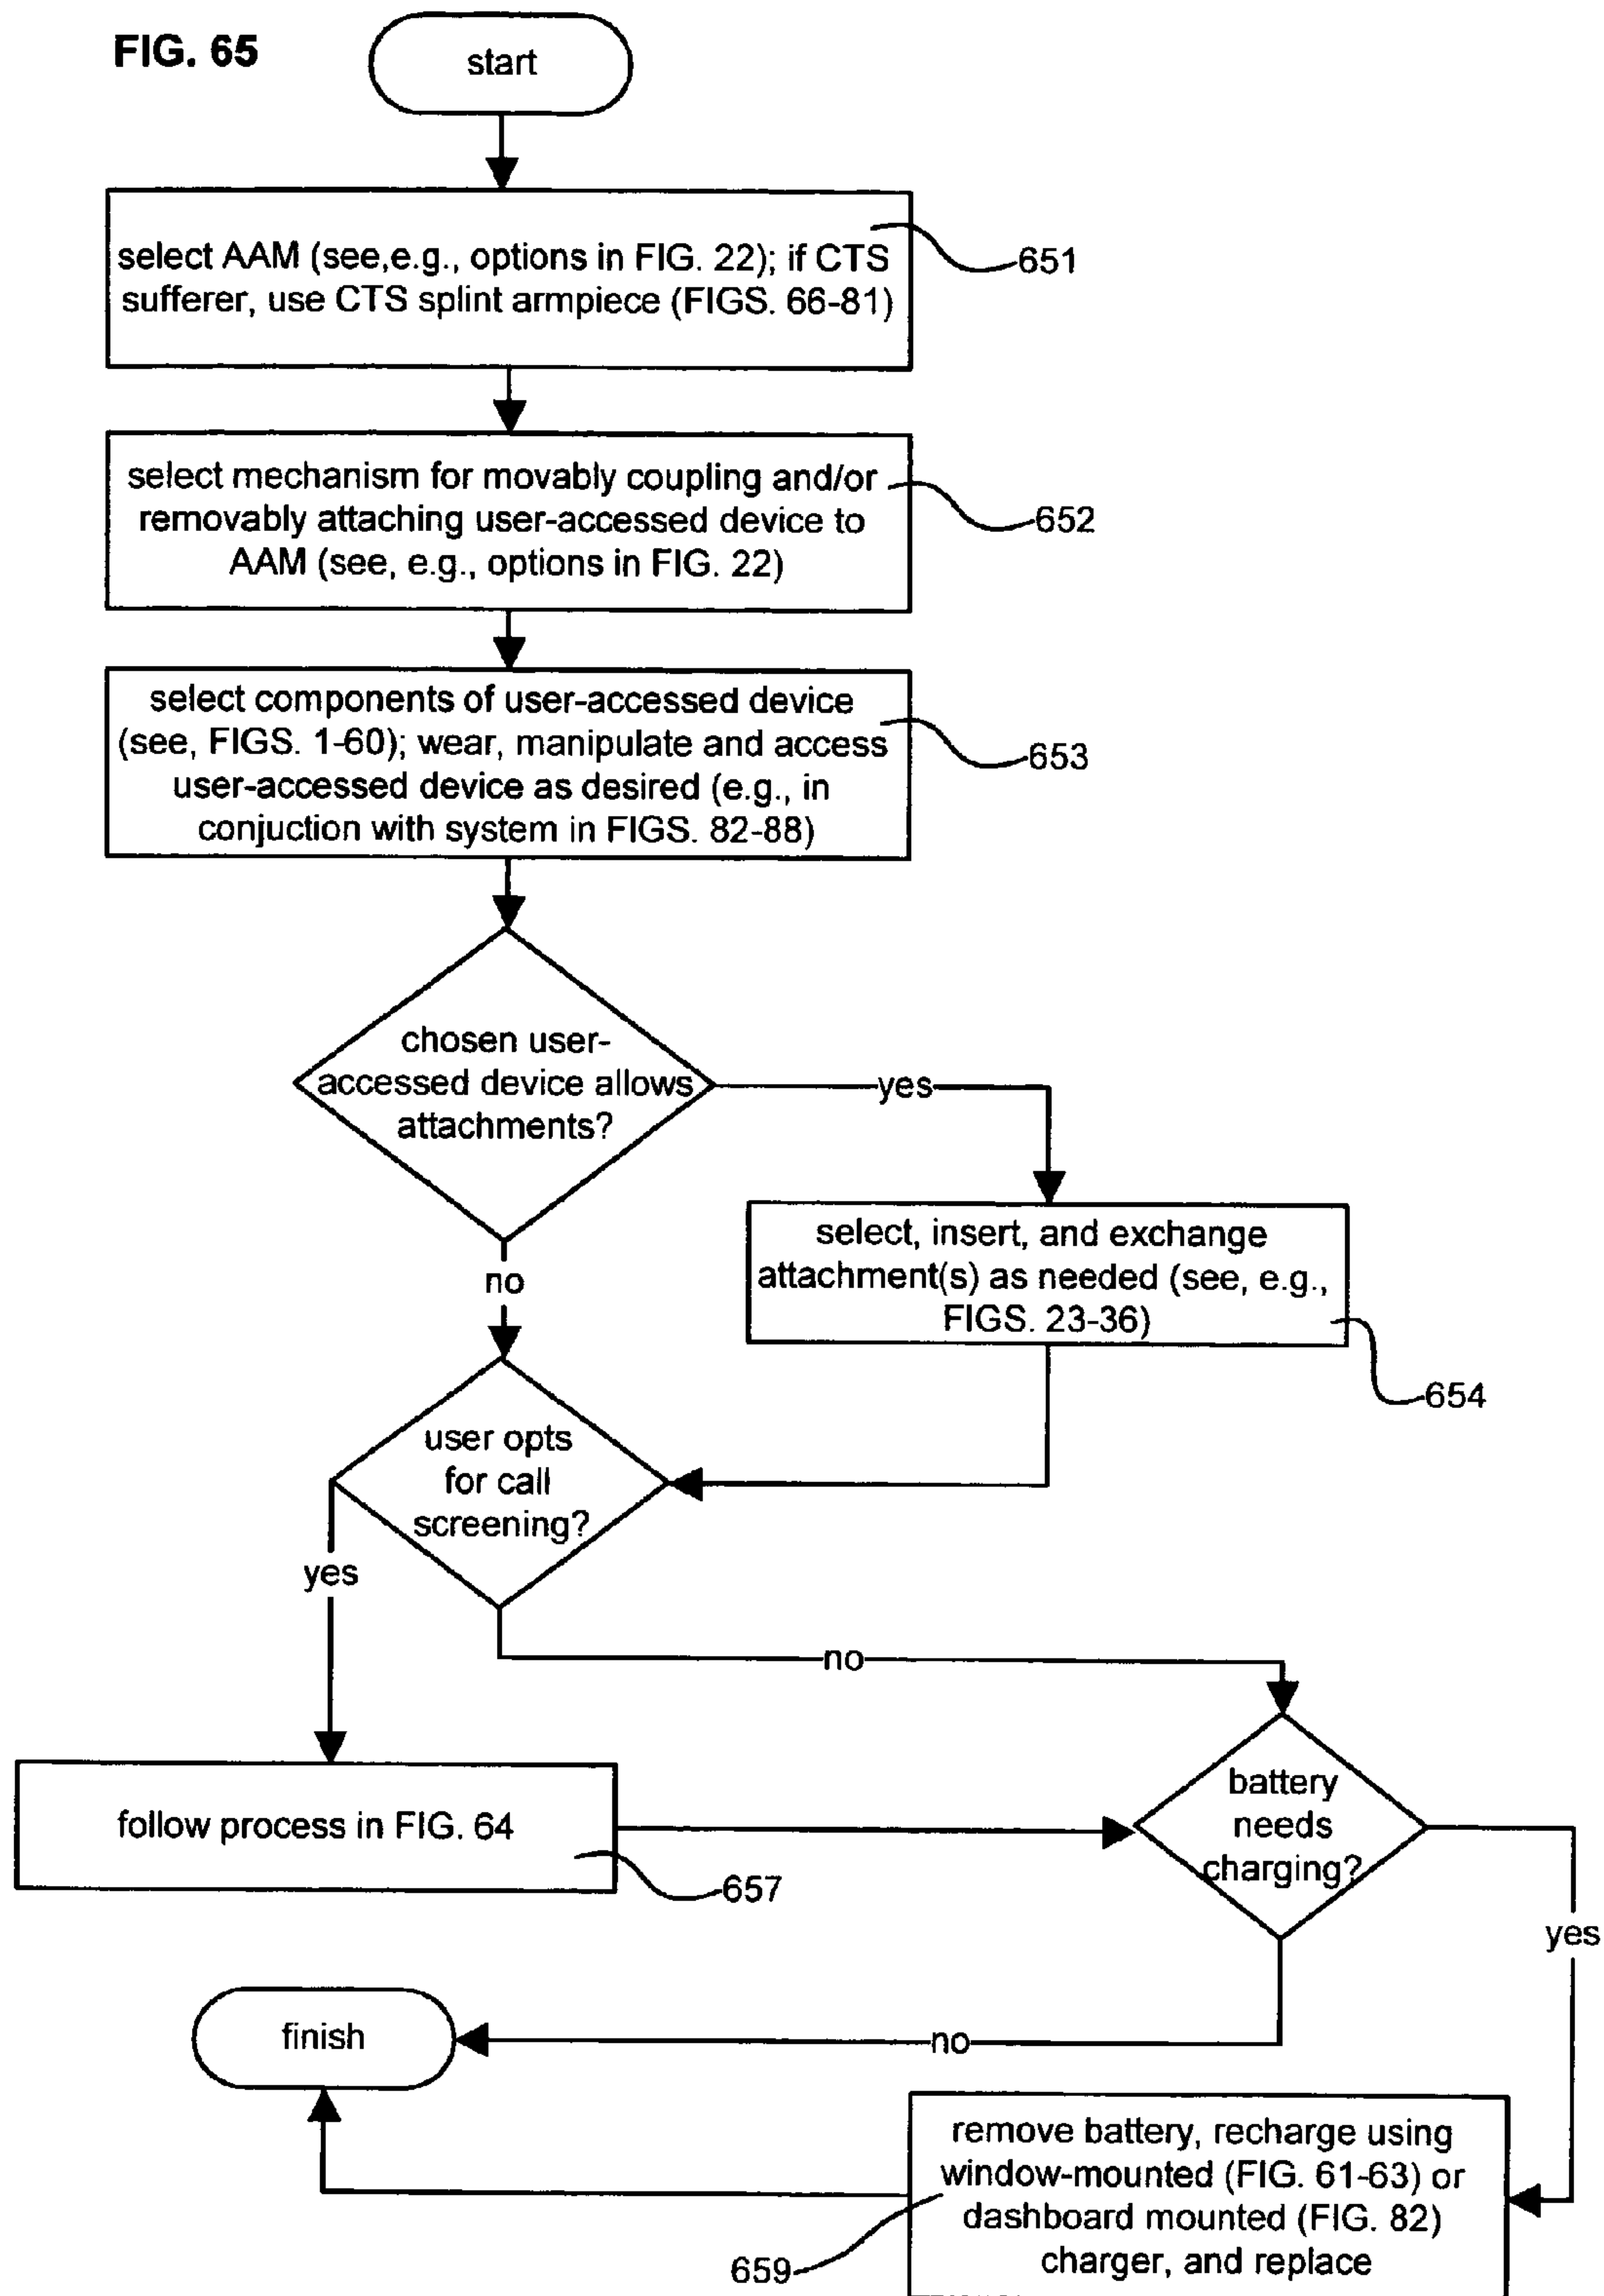 FIG. 65
start
select AAM (see,e.g., options in FIG. 22); if CTS
sufferer, use CTS splint armpiece (FIGS. 66-81)
651
select mechanism for movably coupling and/or
removably attaching user-accessed device to
AAM (see, e.g., options in FIG. 22)
652
select components of user-accessed device
(see, FIGS. 1-60); wear, manipulate and access
user-accessed device as desired (e.g., in
conjuction with system in FIGS. 82-88)
653
chosen user-
accessed device allows
attachments?
yes
no
select, insert, and exchange
attachment(s) as needed (see, e.g.,
FIGS. 23-36)
654
user opts
for call
screening?
yes
no
follow process in FIG. 64
657
battery
needs
charging?
yes
no
finish
remove battery, recharge using
window-mounted (FIG. 61-63) or
dashboard mounted (FIG. 82)
charger, and replace
659